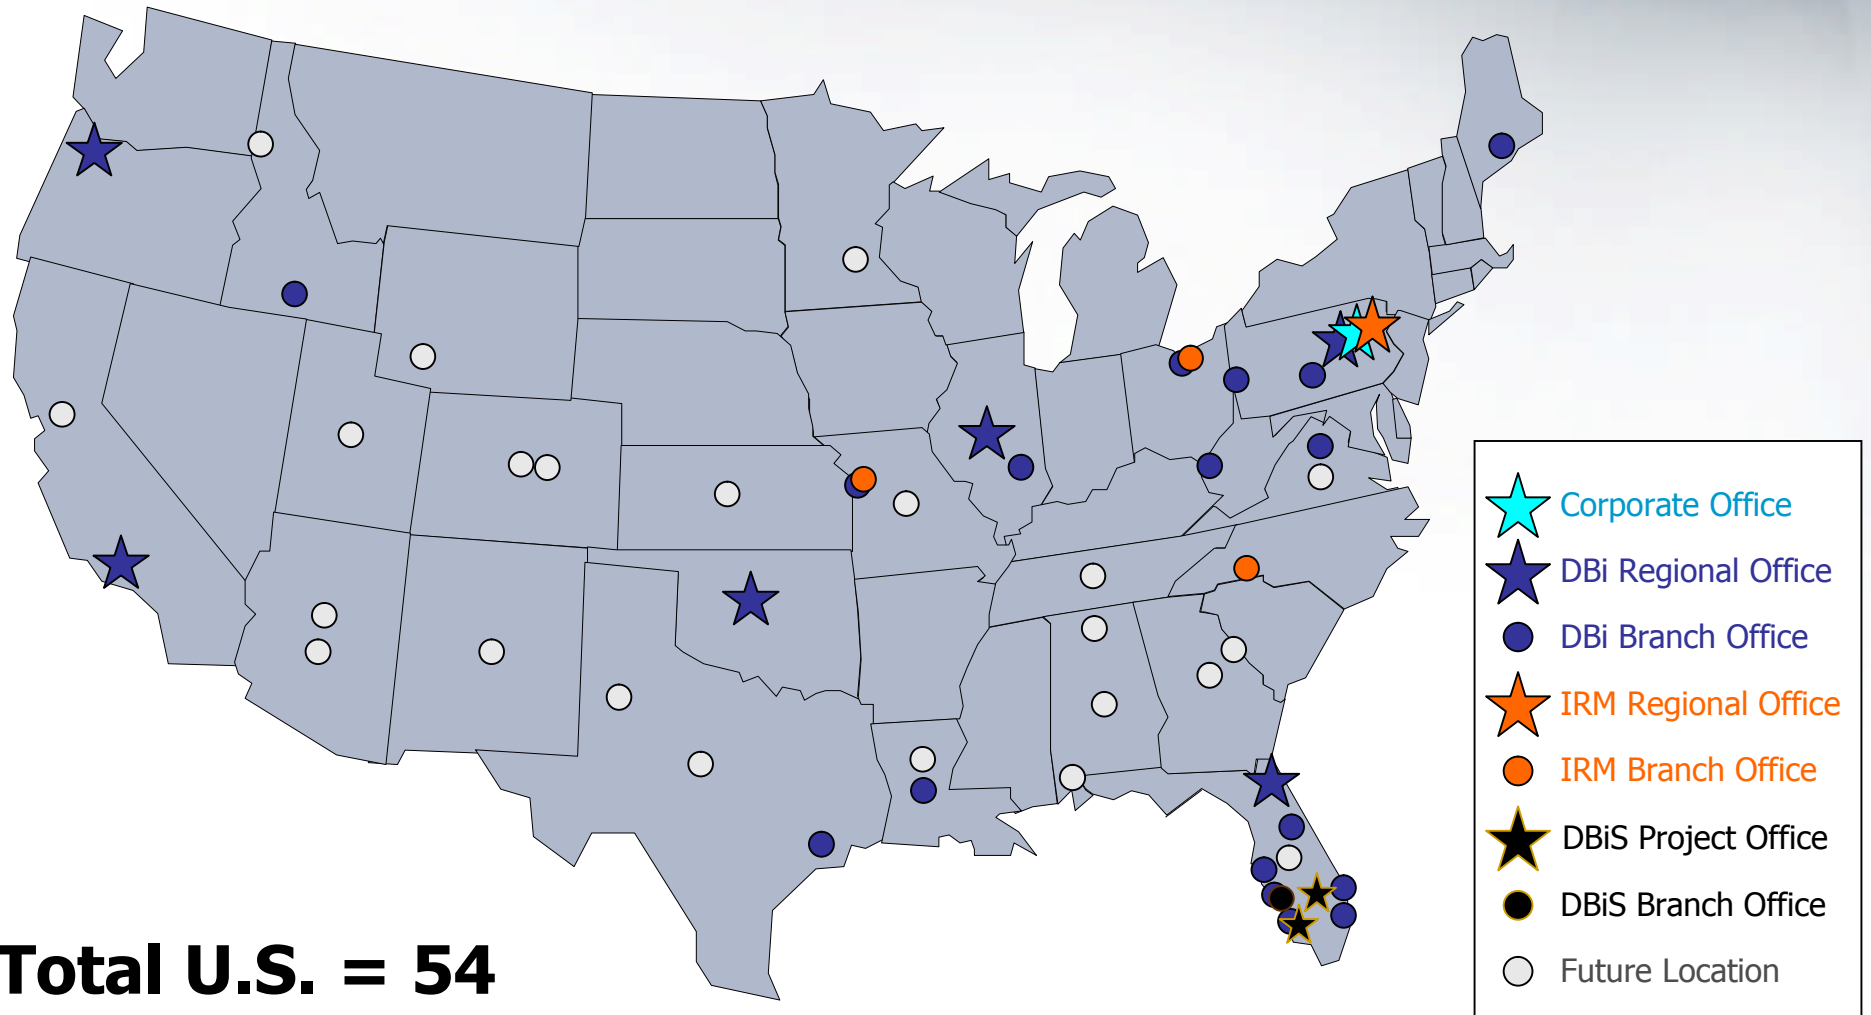 Corporate Office
DBi Regional Office
DBi Branch Office
IRM Regional Office
IRM Branch Office
DBiS Project Office
DBiS Branch Office
Future Location
Total U.S. = 54